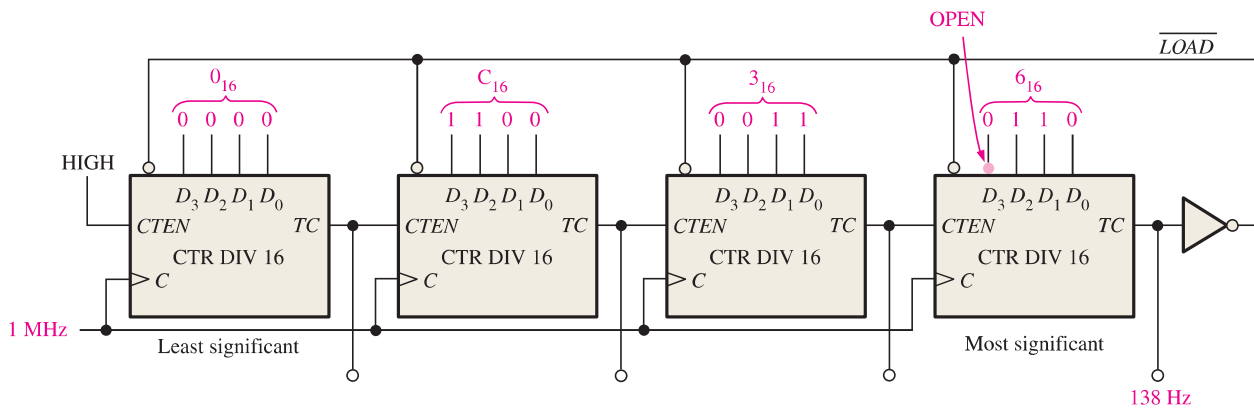 OPEN
LOAD
0₁₆ C₁₆ 3₁₆ 6₁₆
0 0 0 0 1 1 0 0 0 0 1 1 0 1 1 0
HIGH
D₃ D₂ D₁ D₀ D₃ D₂ D₁ D₀ D₃ D₂ D₁ D₀ D₃ D₂ D₁ D₀
CTEN TC CTEN TC CTEN TC CTEN TC
CTR DIV 16 CTR DIV 16 CTR DIV 16 CTR DIV 16
C C C C
1 MHz
Least significant Most significant
138 Hz